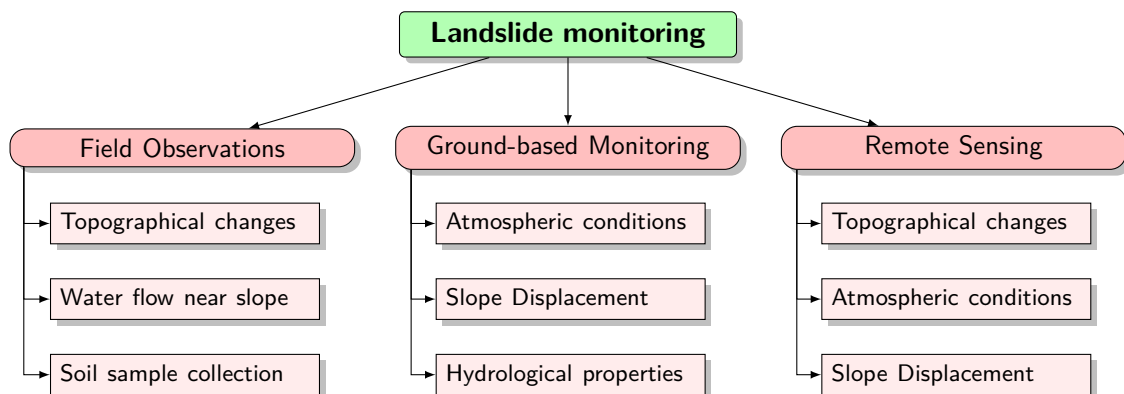 Landslide monitoring
Field Observations
Topographical changes
Water flow near slope
Soil sample collection
Ground-based Monitoring
Atmospheric conditions
Slope Displacement
Hydrological properties
Remote Sensing
Topographical changes
Atmospheric conditions
Slope Displacement